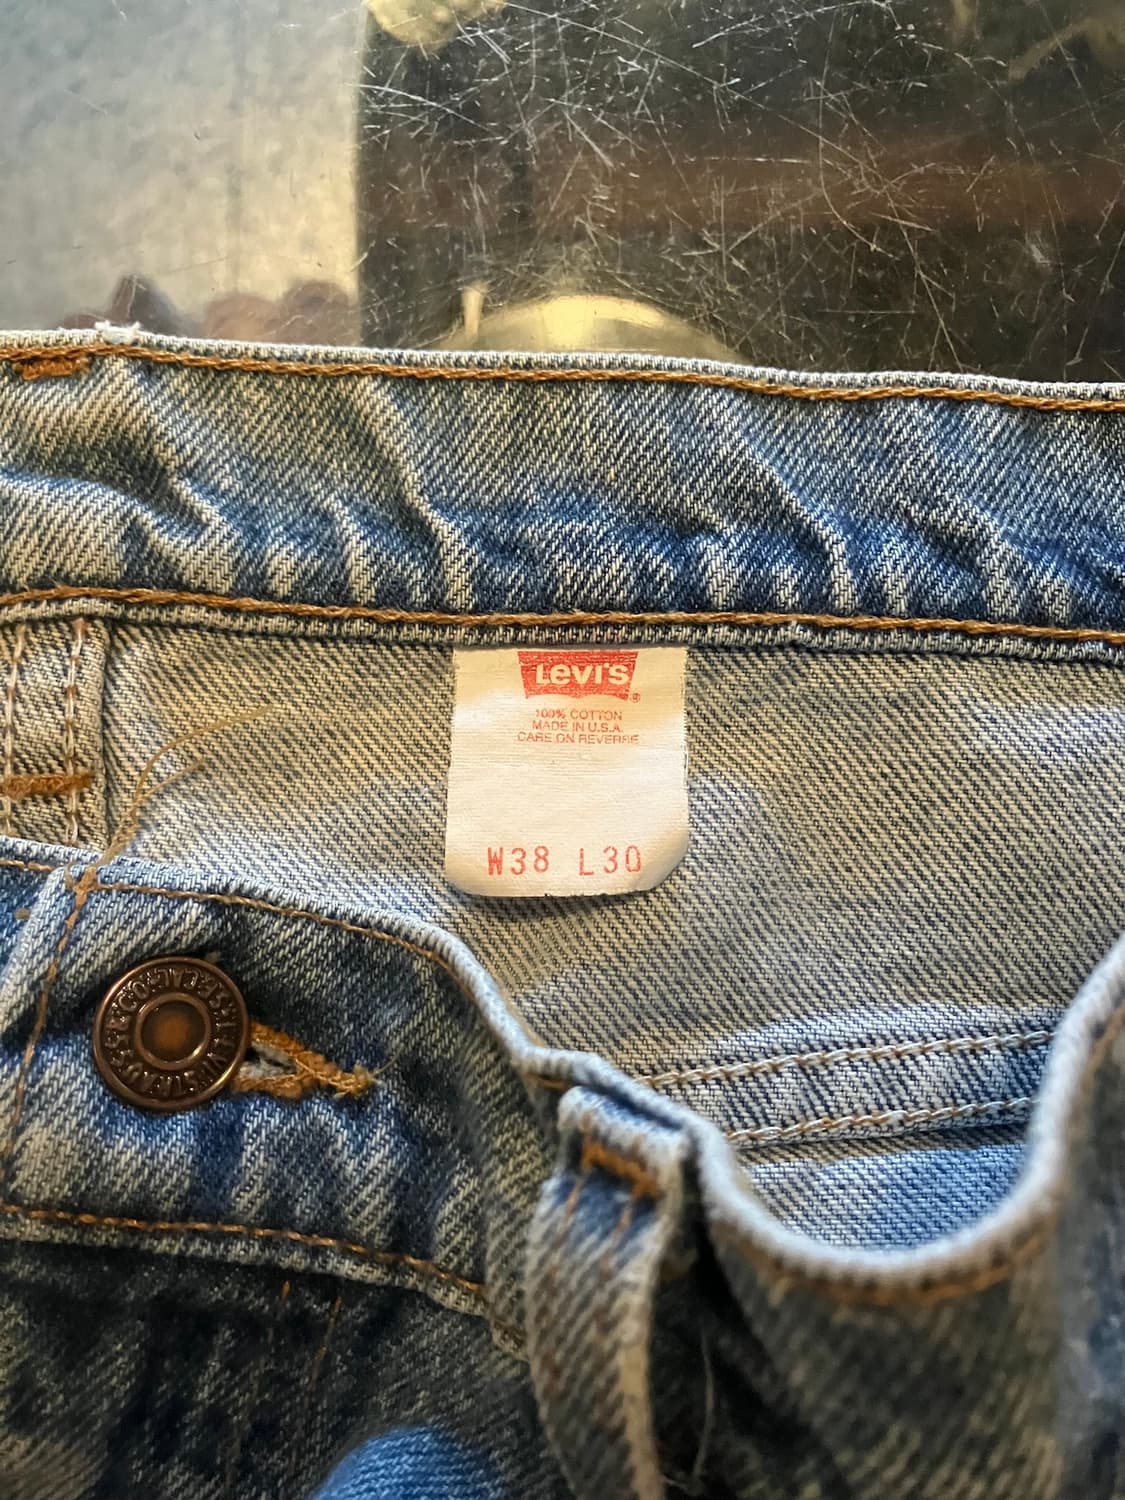 LEVI'S ®
100% COTTON
MADE IN U.S.A.
CARE ON REVERSE
W38 L30